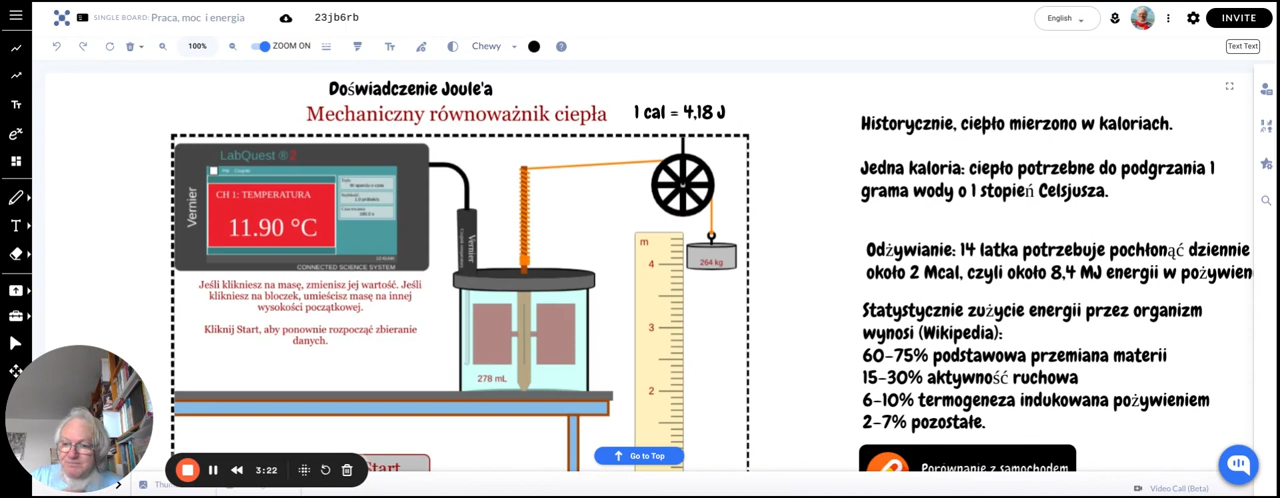 SINGLE BOARD: Praca, moc i energia
23jb6rb
English
INVITE
100%
ZOOM ON
Chewy
Text Text
Doświadczenie Joule'a
Mechaniczny równoważnik ciepła
1 cal = 4,18 J
LabQuest ®2
Vernier
CH 1: TEMPERATURA
11.90 °C
CONNECTED SCIENCE SYSTEM
Vernier
Jeśli klikniesz na masę, zmienisz jej wartość. Jeśli
klikniesz na bloczek, umieścisz masę na innej
wysokości początkowej.
Kliknij Start, aby ponownie rozpocząć zbieranie
danych.
278 mL
m
4
3
2
264 kg
Historycznie, ciepło mierzono w kaloriach.
Jedna kaloria: ciepło potrzebne do podgrzania 1
grama wody o 1 stopień Celsjusza.
Odżywianie: 14 latka potrzebuje pochłonąć dziennie
około 2 Mcal, czyli około 8,4 MJ energii w pożywien
Statystycznie zużycie energii przez organizm
wynosi (Wikipedia):
60-75% podstawowa przemiana materii
15-30% aktywność ruchowa
6-10% termogeneza indukowana pożywieniem
2-7% pozostałe.
Porównanie z samochodem
Go to Top
Start
3:22
Video Call (Beta)